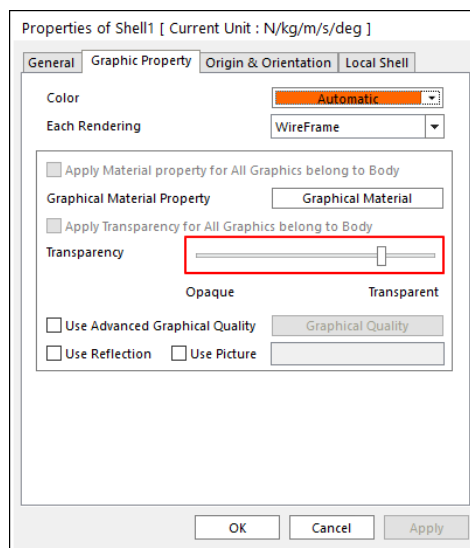 Properties of Shell1 [ Current Unit : N/kg/m/s/deg ]
General Graphic Property Origin & Orientation Local Shell
Color Automatic
Each Rendering WireFrame
Apply Material property for All Graphics belong to Body
Graphical Material Property Graphical Material
Apply Transparency for All Graphics belong to Body
Transparency
Opaque Transparent
Use Advanced Graphical Quality Graphical Quality
Use Reflection Use Picture
OK Cancel Apply